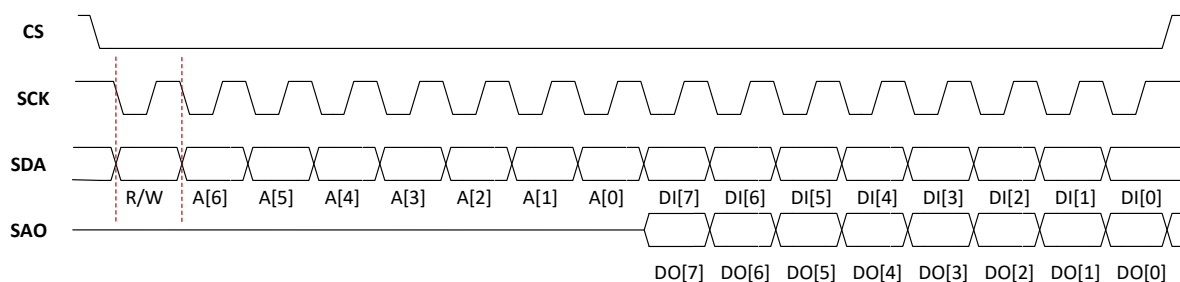 CS
SCK
SDA
R/W A[6] A[5] A[4] A[3] A[2] A[1] A[0] DI[7] DI[6] DI[5] DI[4] DI[3] DI[2] DI[1] DI[0]
SAO
DO[7] DO[6] DO[5] DO[4] DO[3] DO[2] DO[1] DO[0]